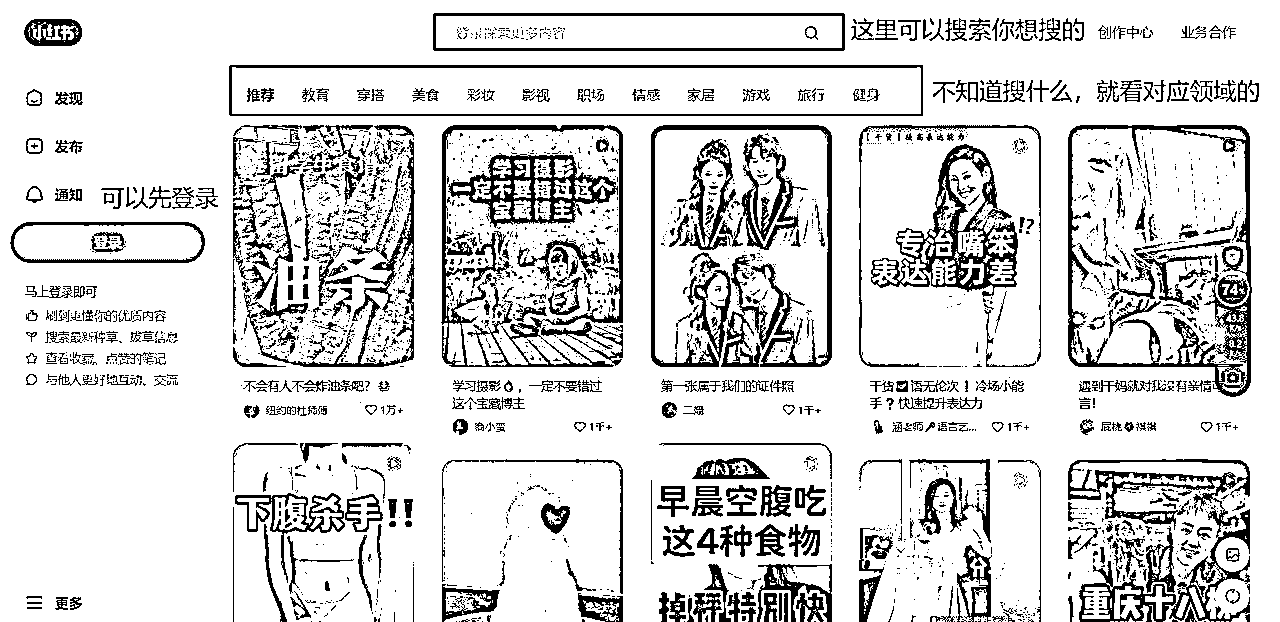 小红书
登录探索更多内容
这里可以搜索你想搜的
创作中心
业务合作
推荐 教育 穿搭 美食 彩妆 影视 职场 情感 家居 游戏 旅行 健身
不知道搜什么，就看对应领域的
发现
发布
通知
可以先登录
登录
马上登录即可
刷到更懂你的优质内容
搜索最新种草、拔草信息
查看收藏、点赞的笔记
与他人更好地互动、交流
更多
油条
不会有人不会炸油条吧？
纽约的杜师傅
1万+
学习摄影
一定不要错过这个
宝藏博主
学习摄影，一定不要错过
这个宝藏博主
1千+
第一张属于我们的证件照
1千+
【干货】提高表达能力
专治嘴笨
表达能力差
!?
干货✅语无伦次！冷场小能
手？快速提升表达力
1千+
74
遇到干妈就对我没有亲情可
言！
1千+
下腹杀手!!
早晨空腹吃
这4种食物
掉秤特别快
重庆十八梯